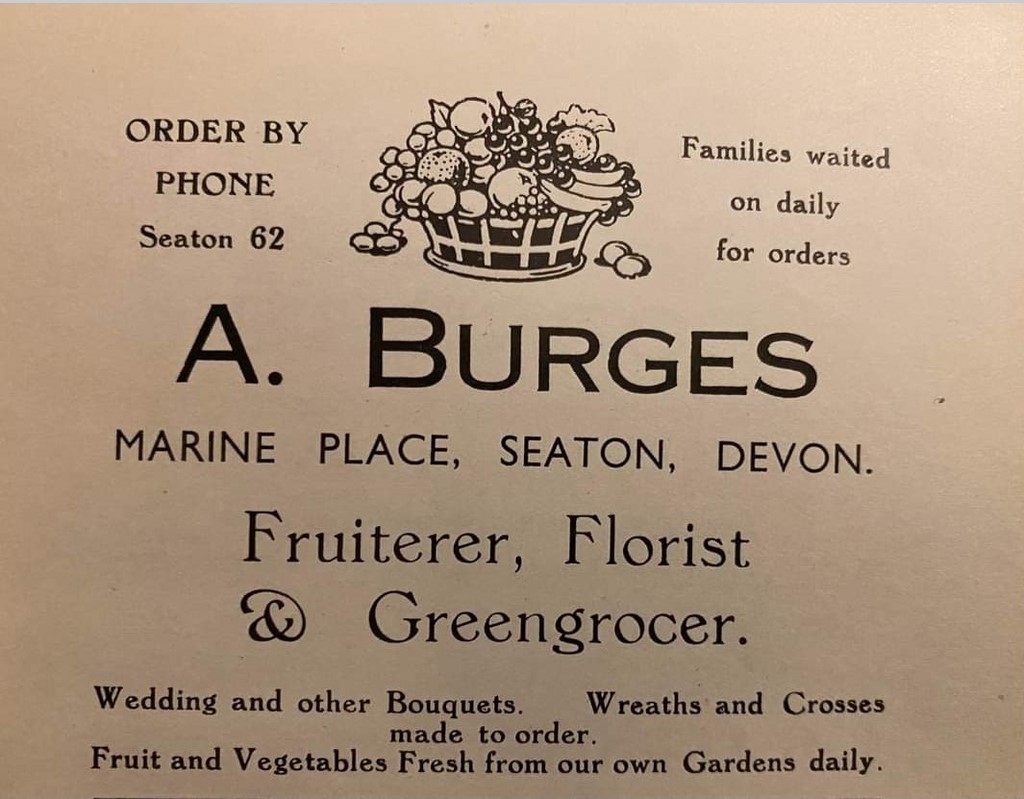 ORDER BY
PHONE
Seaton 62
Families waited
on daily
for orders
A. BURGES
MARINE PLACE, SEATON, DEVON.
Fruiterer, Florist
& Greengrocer.
Wedding and other Bouquets. Wreaths and Crosses
made to order.
Fruit and Vegetables Fresh from our own Gardens daily.